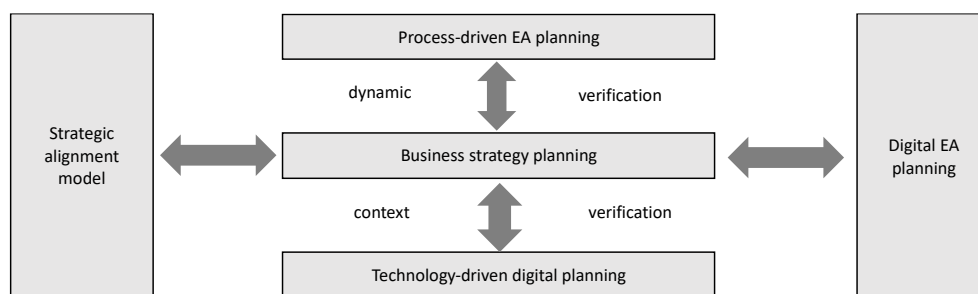 Process-driven EA planning
dynamic
verification
Strategic
alignment
model
Business strategy planning
Digital EA
planning
context
verification
Technology-driven digital planning